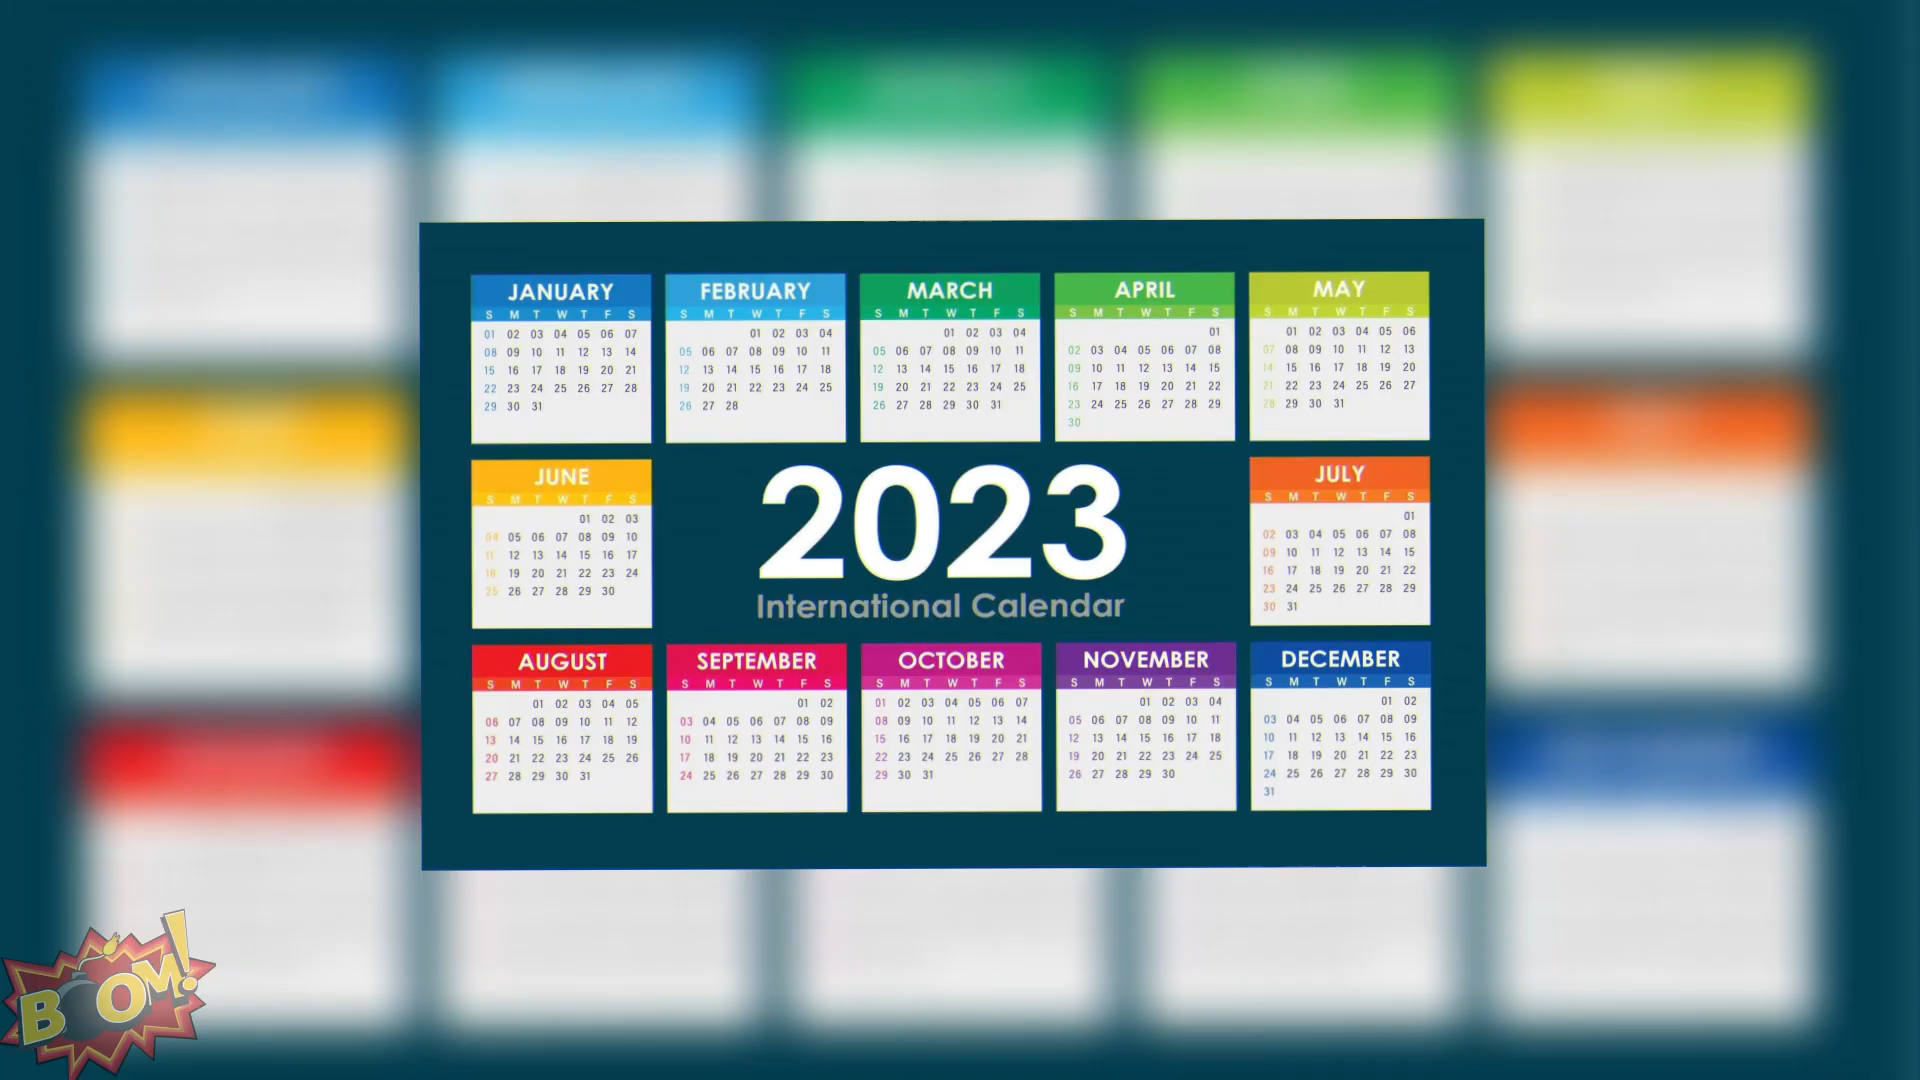 JANUARY
S M T W T F S
01 02 03 04 05 06 07
08 09 10 11 12 13 14
15 16 17 18 19 20 21
22 23 24 25 26 27 28
29 30 31
FEBRUARY
S M T W T F S
01 02 03 04
05 06 07 08 09 10 11
12 13 14 15 16 17 18
19 20 21 22 23 24 25
26 27 28
MARCH
S M T W T F S
01 02 03 04
05 06 07 08 09 10 11
12 13 14 15 16 17 18
19 20 21 22 23 24 25
26 27 28 29 30 31
APRIL
S M T W T F S
01
02 03 04 05 06 07 08
09 10 11 12 13 14 15
16 17 18 19 20 21 22
23 24 25 26 27 28 29
30
MAY
S M T W T F S
01 02 03 04 05 06
07 08 09 10 11 12 13
14 15 16 17 18 19 20
21 22 23 24 25 26 27
28 29 30 31
JUNE
S M T W T F S
01 02 03
04 05 06 07 08 09 10
11 12 13 14 15 16 17
18 19 20 21 22 23 24
25 26 27 28 29 30
2023
International Calendar
JULY
S M T W T F S
01
02 03 04 05 06 07 08
09 10 11 12 13 14 15
16 17 18 19 20 21 22
23 24 25 26 27 28 29
30 31
AUGUST
S M T W T F S
01 02 03 04 05
06 07 08 09 10 11 12
13 14 15 16 17 18 19
20 21 22 23 24 25 26
27 28 29 30 31
SEPTEMBER
S M T W T F S
01 02
03 04 05 06 07 08 09
10 11 12 13 14 15 16
17 18 19 20 21 22 23
24 25 26 27 28 29 30
OCTOBER
S M T W T F S
01 02 03 04 05 06 07
08 09 10 11 12 13 14
15 16 17 18 19 20 21
22 23 24 25 26 27 28
29 30 31
NOVEMBER
S M T W T F S
01 02 03 04
05 06 07 08 09 10 11
12 13 14 15 16 17 18
19 20 21 22 23 24 25
26 27 28 29 30
DECEMBER
S M T W T F S
01 02
03 04 05 06 07 08 09
10 11 12 13 14 15 16
17 18 19 20 21 22 23
24 25 26 27 28 29 30
31
BOOM!